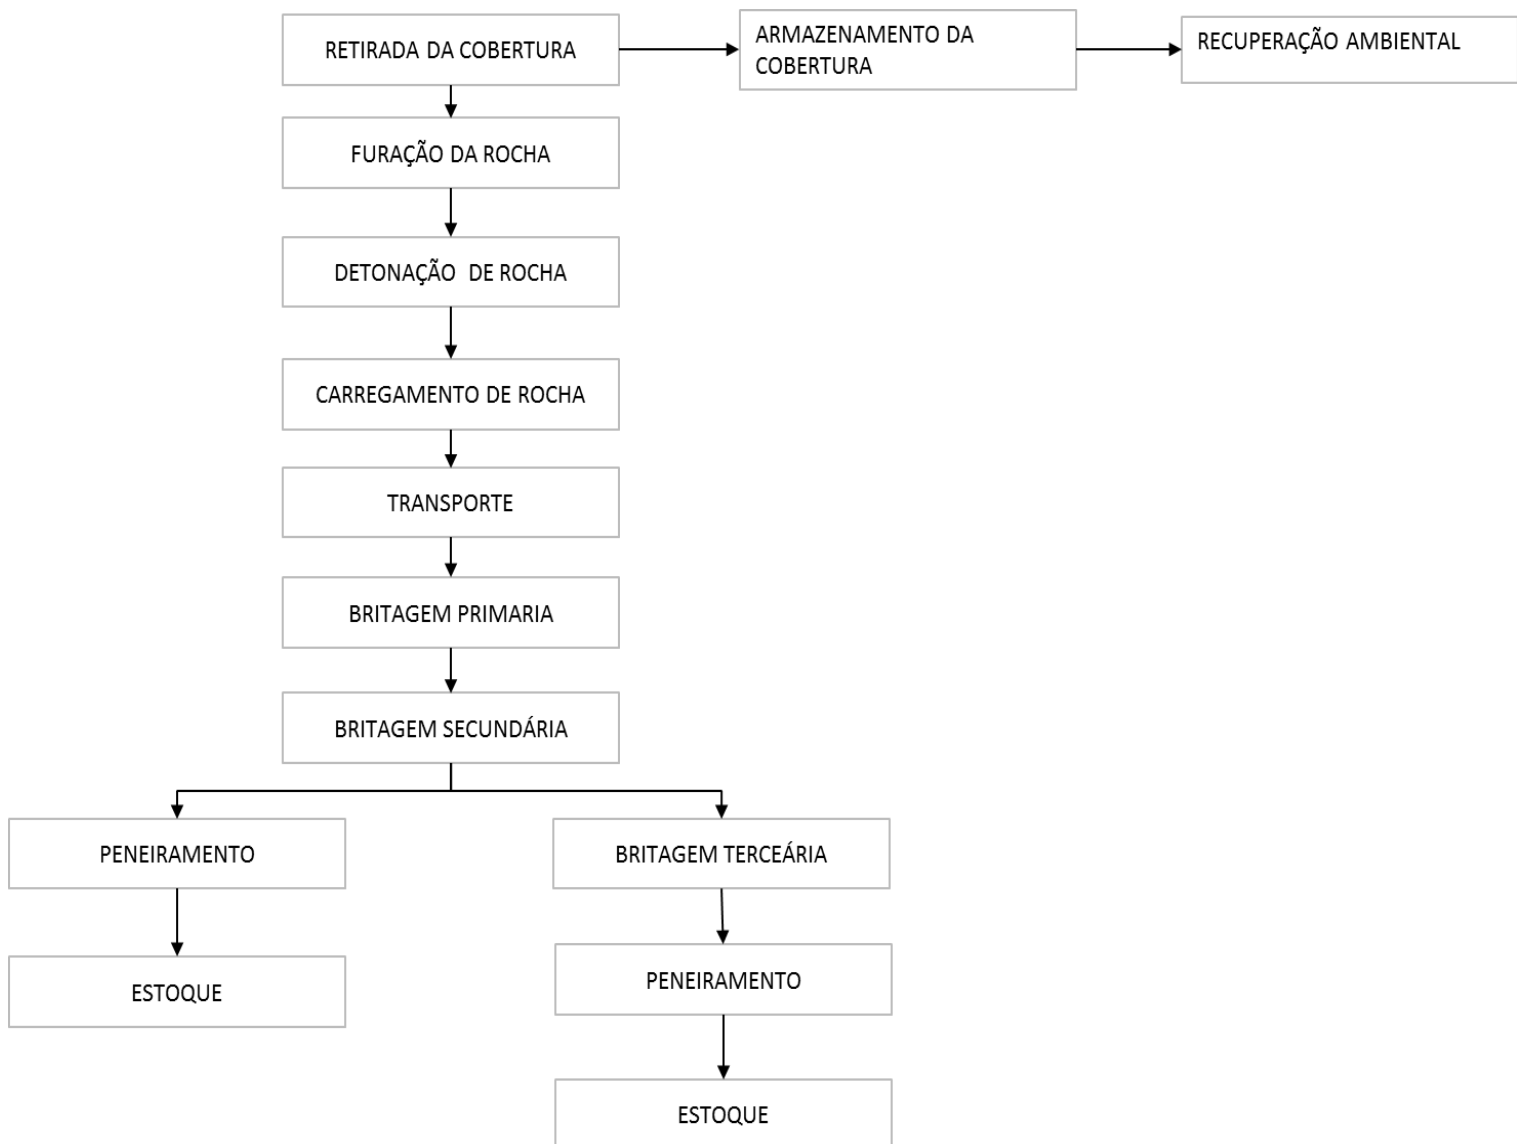 RETIRADA DA COBERTURA
ARMAZENAMENTO DA
COBERTURA
RECUPERAÇÃO AMBIENTAL
FURAÇÃO DA ROCHA
DETONAÇÃO DE ROCHA
CARREGAMENTO DE ROCHA
TRANSPORTE
BRITAGEM PRIMARIA
BRITAGEM SECUNDÁRIA
PENEIRAMENTO
BRITAGEM TERCEÁRIA
ESTOQUE
PENEIRAMENTO
ESTOQUE